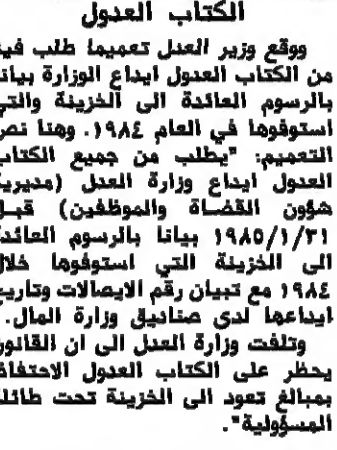 الكتاب العدول
ووقع وزير العدل تعميما طلب فيه
من الكتاب العدول ايداع الوزارة بيانا
بالرسوم العائدة الى الخزينة والتي
استوفوها في العام ١٩٨٤. وهنا نص
التعميم: "يطلب من جميع الكتاب
العدول ايداع وزارة العدل (مديرية
شؤون القضاة والموظفين) قبل
١٩٨٥/١/٣١ بيانا بالرسوم العائدة
الى الخزينة التي استوفوها خلال
١٩٨٤ مع تبيان رقم الايصالات وتاريخ
ايداعها لدى صناديق وزارة المال.
وتلفت وزارة العدل الى ان القانون
يحظر على الكتاب العدول الاحتفاظ
بمبالغ تعود الى الخزينة تحت طائلة
المسؤولية".